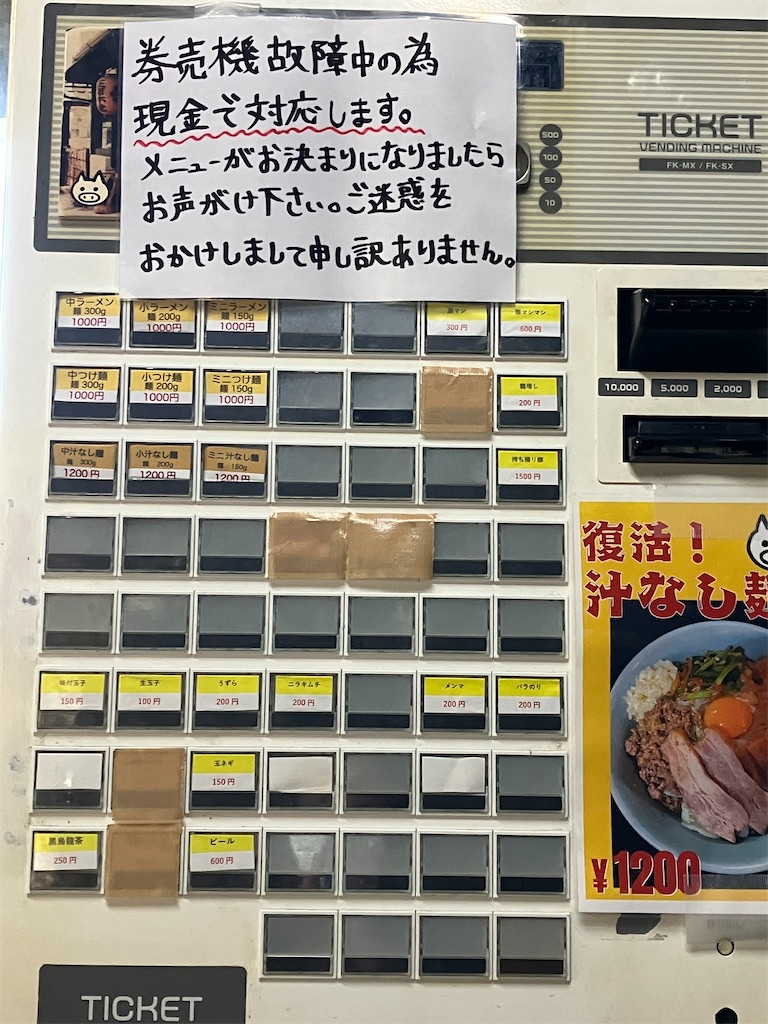 券売機故障中の為
現金で対応します。
メニューがお決まりになりましたら
お声がけ下さい。ご迷惑を
おかけしまして申し訳ありません。
500
100
50
10
TICKET
VENDING MACHINE
FK-MX / FK-SX
中ラーメン
麺 300g
1000円
小ラーメン
麺 200g
1000円
ミニラーメン
麺 150g
1000円
豚マシ
300円
豚マシマシ
600円
10,000
5,000
2,000
中つけ麺
麺 300g
1000円
小つけ麺
麺 200g
1000円
ミニつけ麺
麺 150g
1000円
麺増し
200円
中汁なし麺
麺 300g
1200円
小汁なし麺
麺 200g
1200円
ミニ汁なし麺
麺 150g
1200円
持ち帰り豚
1500円
復活！
汁なし麺
¥1200
味付玉子
150円
生玉子
100円
うずら
200円
ニラキムチ
200円
メンマ
200円
バラのり
200円
玉ネギ
150円
黒烏龍茶
250円
ビール
600円
TICKET